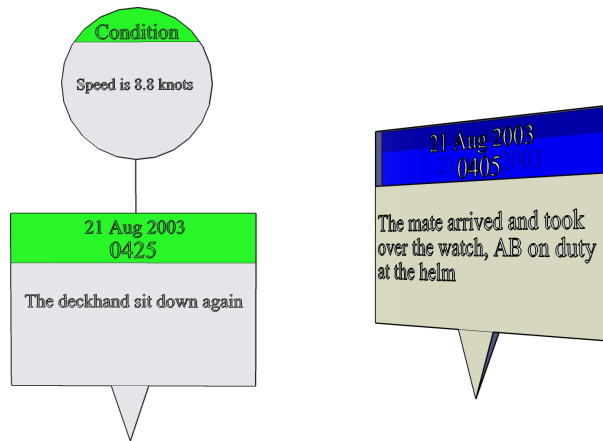 Condition
Speed is 8.8 knots
21 Aug 2003
0425
The deckhand sit down again
21 Aug 2003
0405
The mate arrived and took
over the watch, AB on duty
at the helm